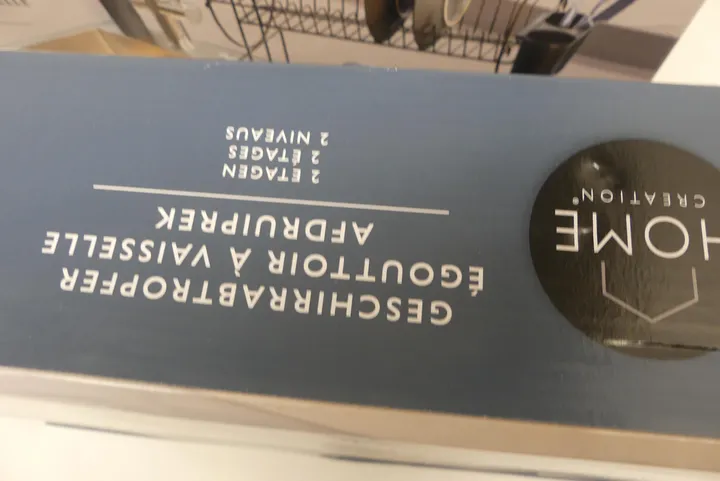 HOME
CREATION®
GESCHIRRABTROPFER
ÉGOUTTOIR À VAISSELLE
AFDRUIPREK
2 ETAGEN
2 ÉTAGES
2 NIVEAUS